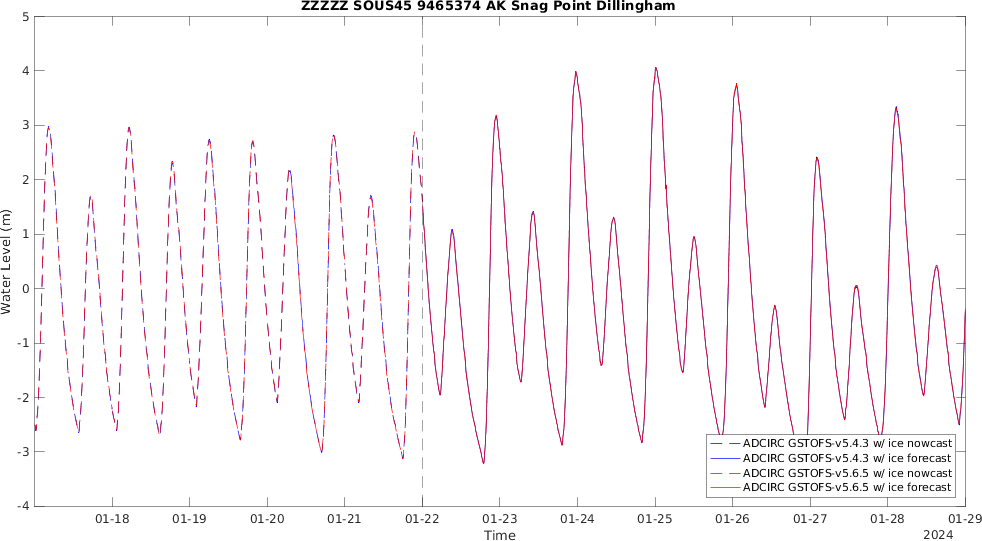 ZZZZZ SOUS45 9465374 AK Snag Point Dillingham
5
4
3
2
1
0
-1
-2
-3
-4
Water Level (m)
ADCIRC GSTOFS-v5.4.3 w/ ice nowcast
ADCIRC GSTOFS-v5.4.3 w/ ice forecast
ADCIRC GSTOFS-v5.6.5 w/ ice nowcast
ADCIRC GSTOFS-v5.6.5 w/ ice forecast
01-18 01-19 01-20 01-21 01-22 01-23 01-24 01-25 01-26 01-27 01-28 01-29
Time
2024